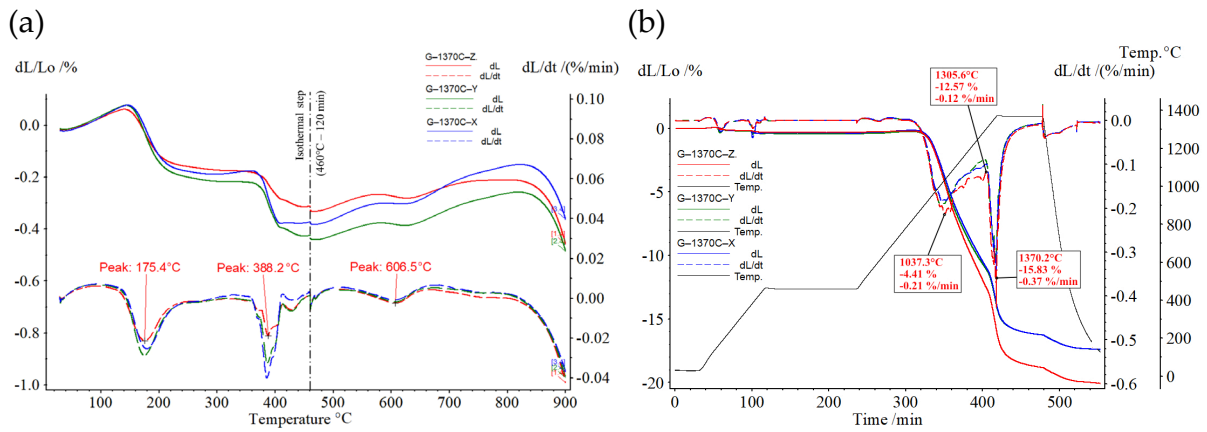 (a)
dL/Lo /%
dL/dt /(%/min)
G–1370C–Z.
dL
dL/dt
G–1370C–Y
dL
dL/dt
G–1370C–X
dL
dL/dt
Isothermal step
(460°C – 120 min)
0.0
-0.2
-0.4
-0.6
-0.8
-1.0
0.10
0.08
0.06
0.04
0.02
0.00
-0.02
-0.04
Peak: 175.4°C
Peak: 388.2°C
Peak: 606.5°C
100 200 300 400 500 600 700 800 900
Temperature °C
(b)
dL/Lo /%
Temp.°C
dL/dt /(%/min)
1305.6°C
-12.57 %
-0.12 %/min
G–1370C–Z.
dL
dL/dt
Temp.
G–1370C–Y
dL
dL/dt
Temp.
G–1370C–X
dL
dL/dt
Temp.
1037.3°C
-4.41 %
-0.21 %/min
1370.2°C
-15.83 %
-0.37 %/min
0
-5
-10
-15
-20
0.0
-0.1
-0.2
-0.3
-0.4
-0.5
-0.6
1400
1200
1000
800
600
400
200
0
0 100 200 300 400 500
Time /min